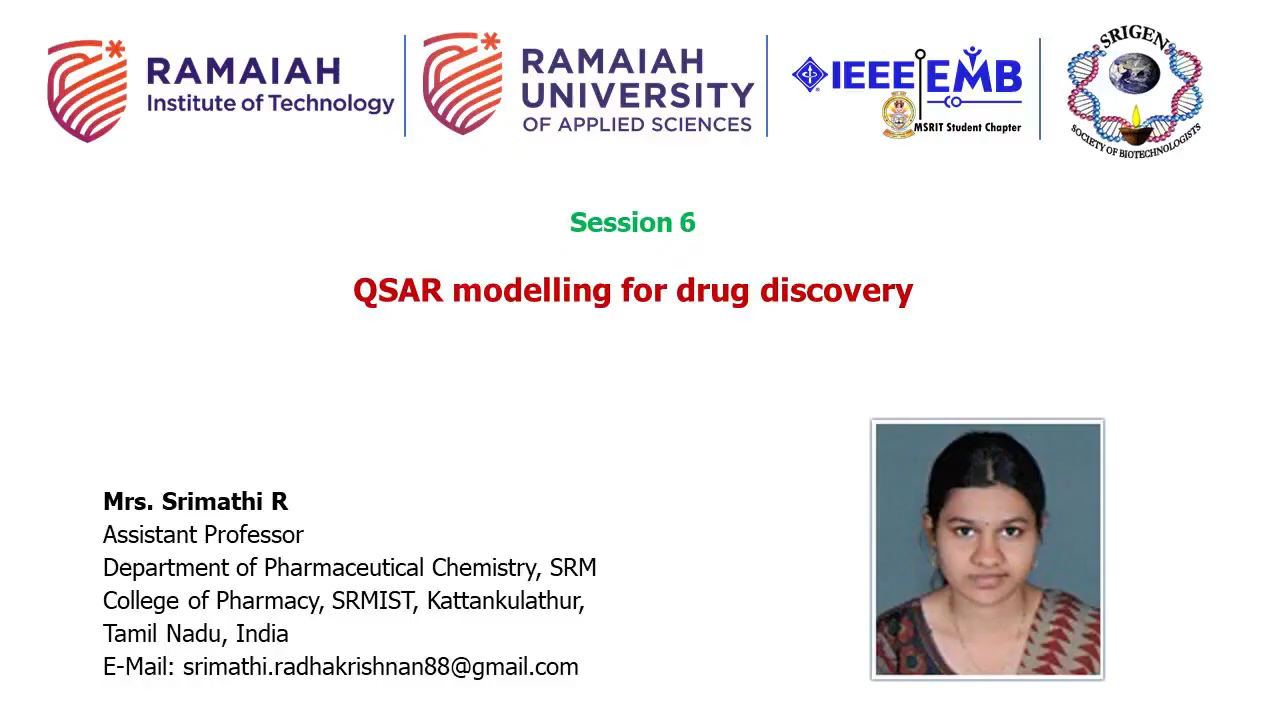 RAMAIAH
Institute of Technology
RAMAIAH
UNIVERSITY
OF APPLIED SCIENCES
IEEE EMB
MSRIT Student Chapter
SRIGEN
SOCIETY OF BIOTECHNOLOGISTS
Session 6
QSAR modelling for drug discovery
Mrs. Srimathi R
Assistant Professor
Department of Pharmaceutical Chemistry, SRM
College of Pharmacy, SRMIST, Kattankulathur,
Tamil Nadu, India
E-Mail: srimathi.radhakrishnan88@gmail.com